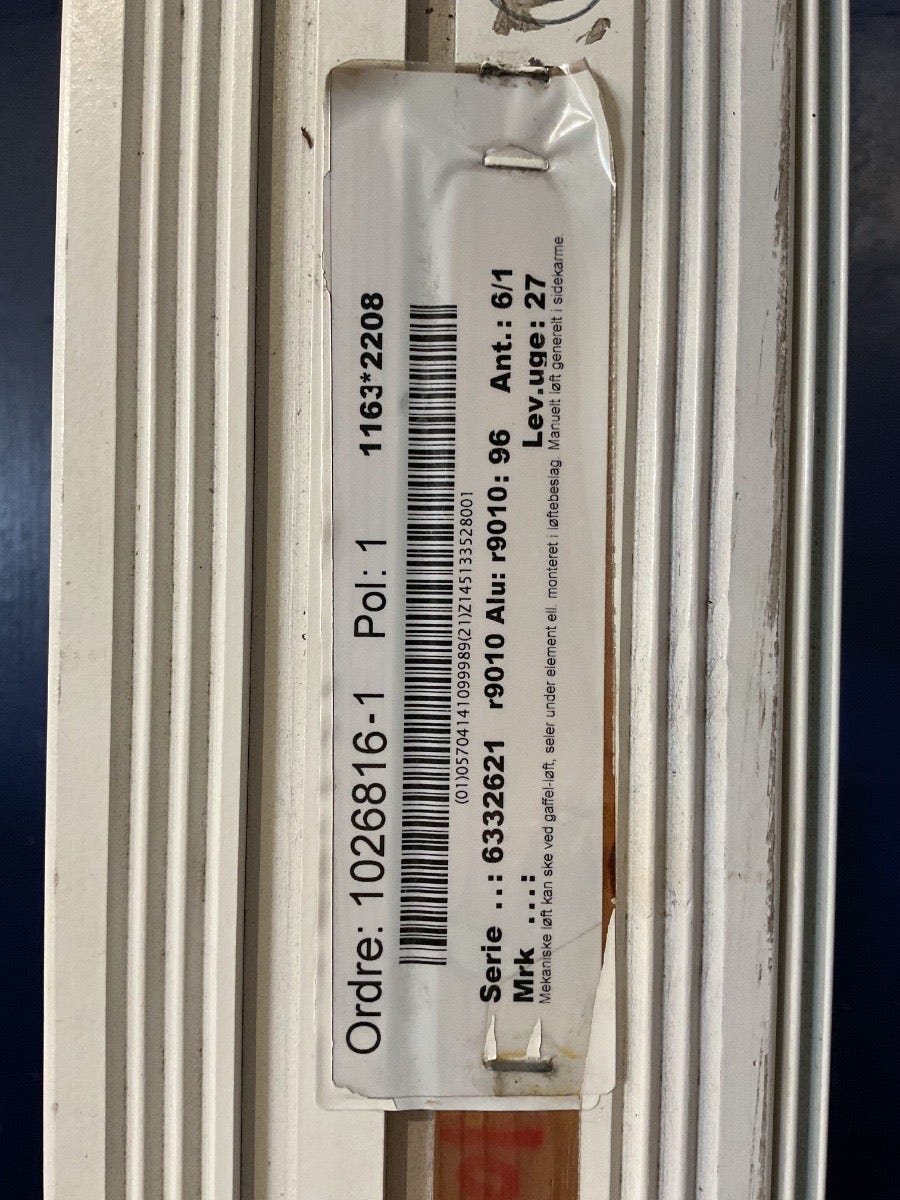 Ordre: 1026816-1 Pol: 1 1163*2208
(01)05704141099989(21)Z145133528001
Serie ..: 6332621 r9010 Alu: r9010: 96 Ant.: 6/1
Mrk ...: Lev.uge: 27
Mekaniske løft kan ske ved gaffel-løft, seler under element ell. monteret i løftebeslag. Manuelt løft generelt i sidekarme.